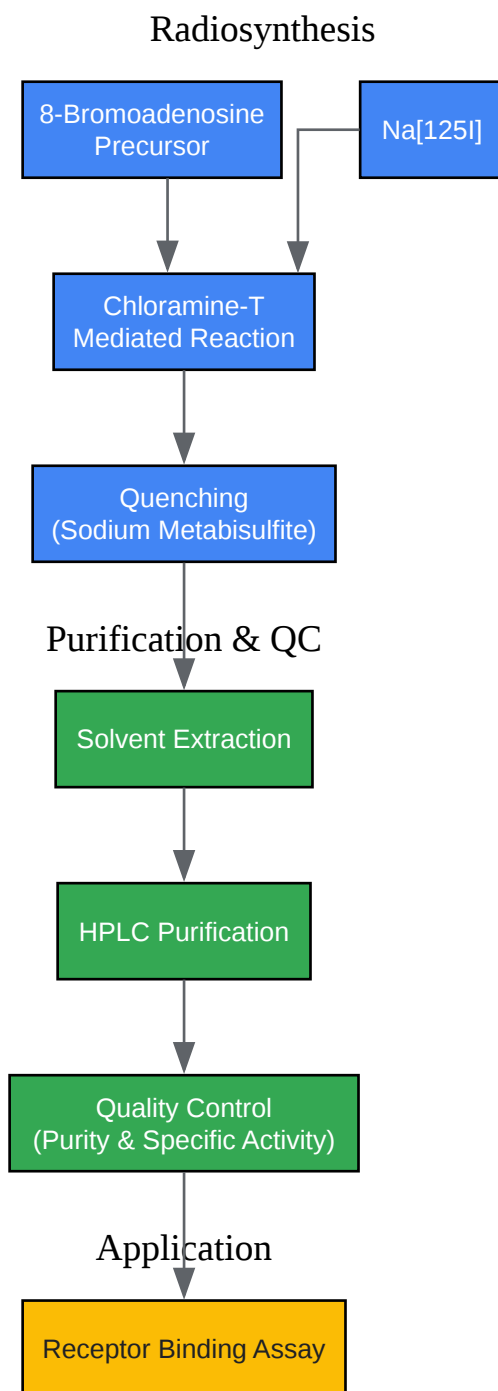 Radiosynthesis
8-Bromoadenosine
Precursor
Na[125I]
Chloramine-T
Mediated Reaction
Quenching
(Sodium Metabisulfite)
Purification & QC
Solvent Extraction
HPLC Purification
Quality Control
(Purity & Specific Activity)
Application
Receptor Binding Assay